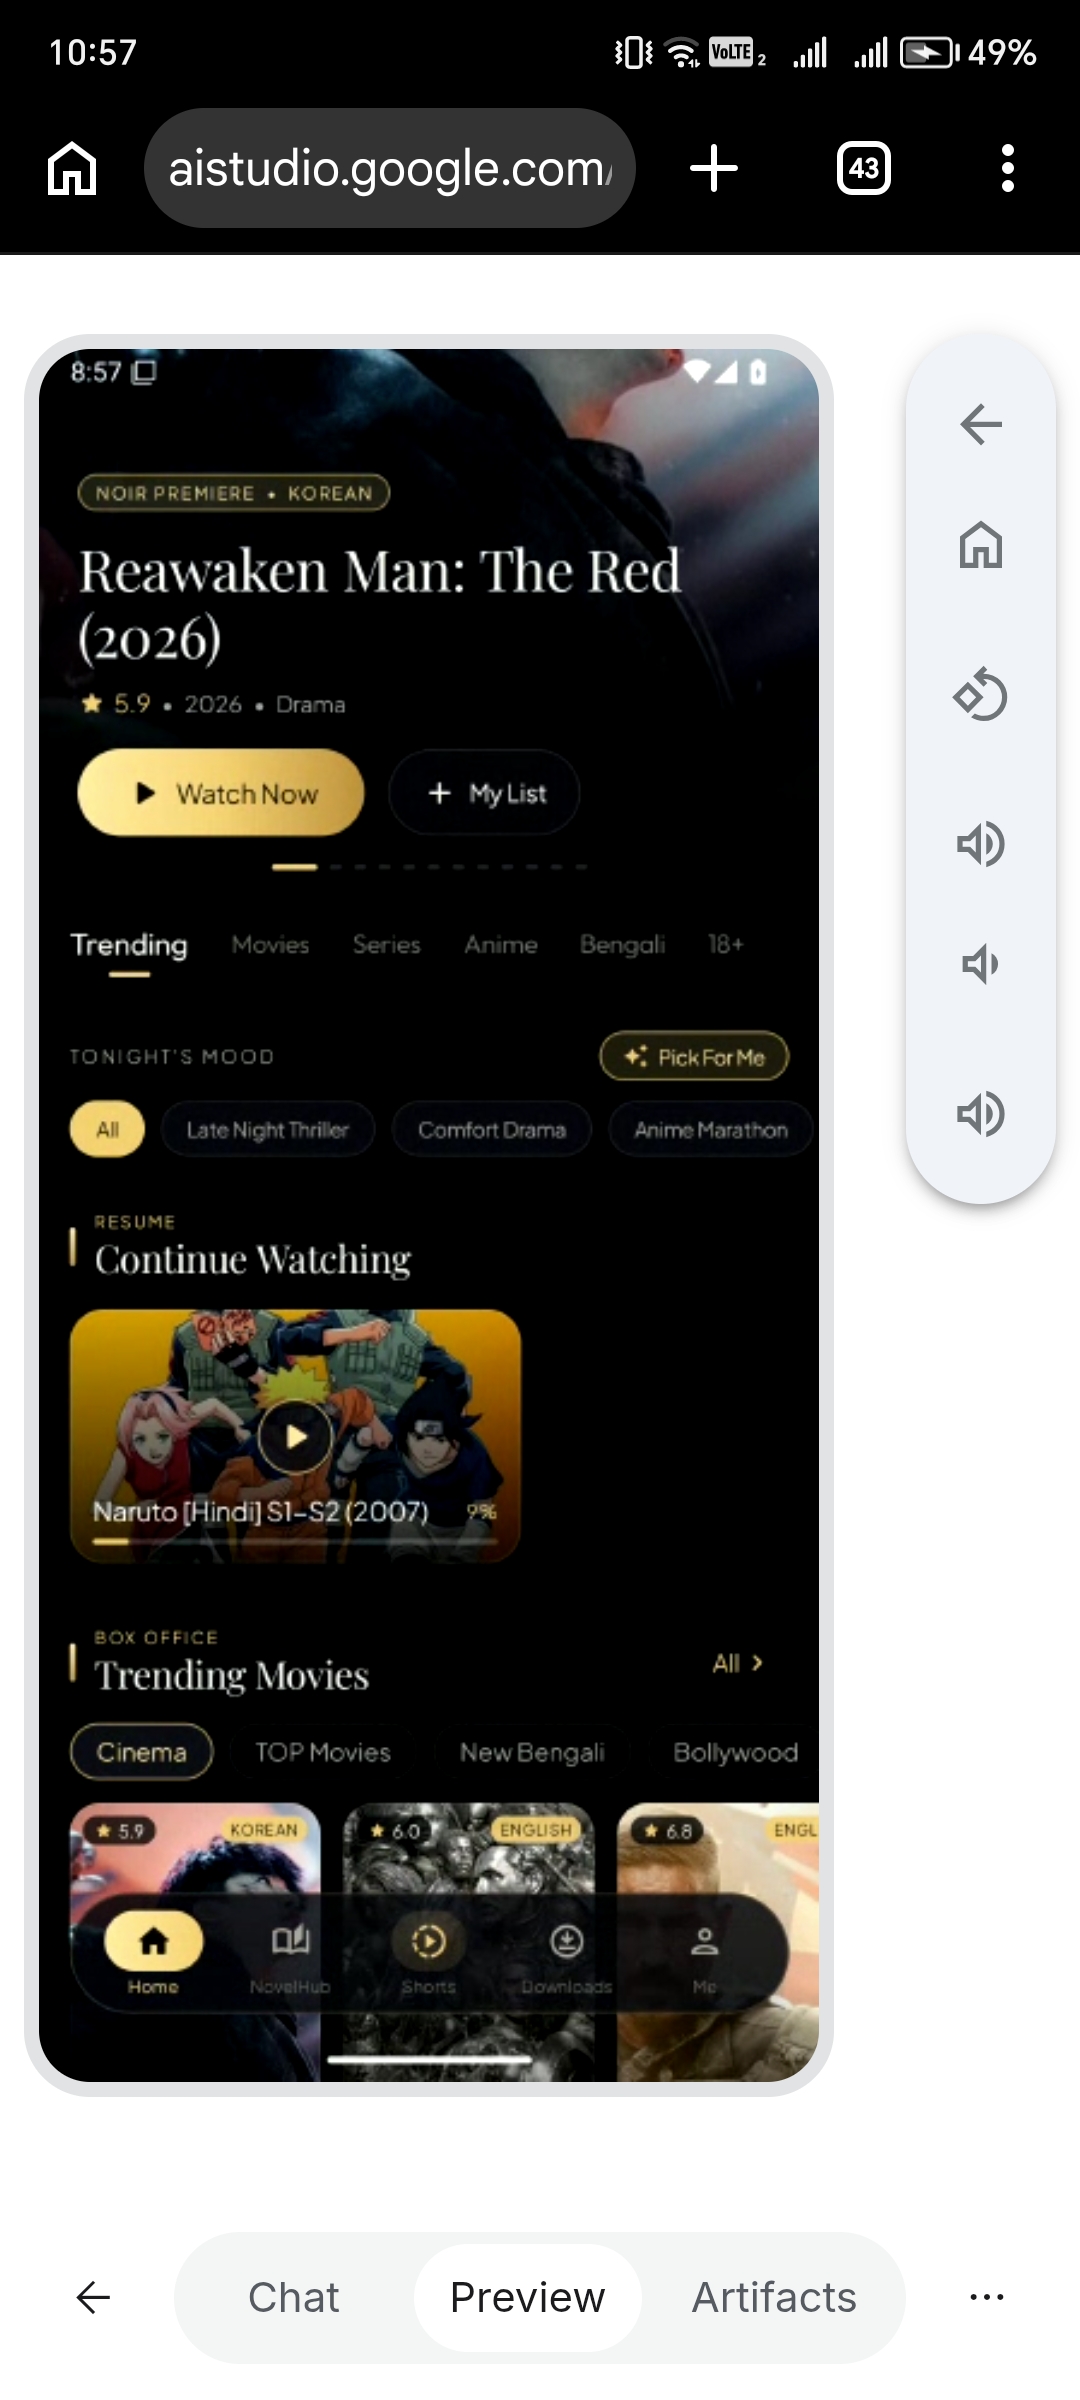 10:57
VoLTE 2
49%
aistudio.google.com/
43
8:57
NOIR PREMIERE • KOREAN
Reawaken Man: The Red
(2026)
5.9 • 2026 • Drama
Watch Now
My List
Trending
Movies
Series
Anime
Bengali
18+
TONIGHT'S MOOD
Pick For Me
All
Late Night Thriller
Comfort Drama
Anime Marathon
RESUME
Continue Watching
Naruto [Hindi] S1-S2 (2007)
9%
BOX OFFICE
Trending Movies
All
Cinema
TOP Movies
New Bengali
Bollywood
5.9
KOREAN
6.0
ENGLISH
6.8
ENGL
Home
NovelHub
Shorts
Downloads
Me
Chat
Preview
Artifacts